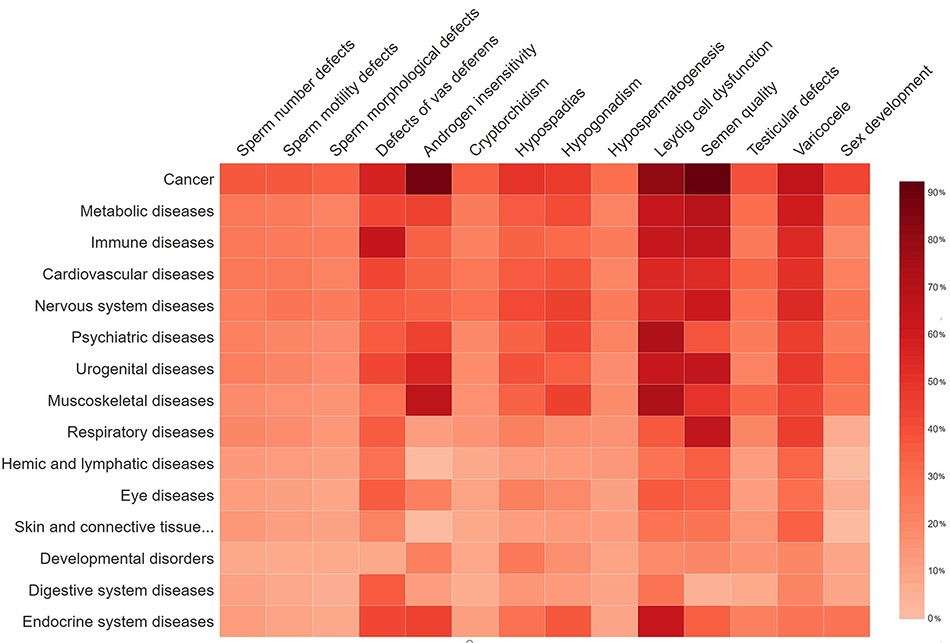 Sperm number defects
Sperm motility defects
Sperm morphological defects
Defects of vas deferens
Androgen insensitivity
Cryptorchidism
Hypospadias
Hypogonadism
Hypospermatogenesis
Leydig cell dysfunction
Semen quality
Testicular defects
Varicocele
Sex development
Cancer
Metabolic diseases
Immune diseases
Cardiovascular diseases
Nervous system diseases
Psychiatric diseases
Urogenital diseases
Muscoskeletal diseases
Respiratory diseases
Hemic and lymphatic diseases
Eye diseases
Skin and connective tissue...
Developmental disorders
Digestive system diseases
Endocrine system diseases
90%
80%
70%
60%
50%
40%
30%
20%
10%
0%